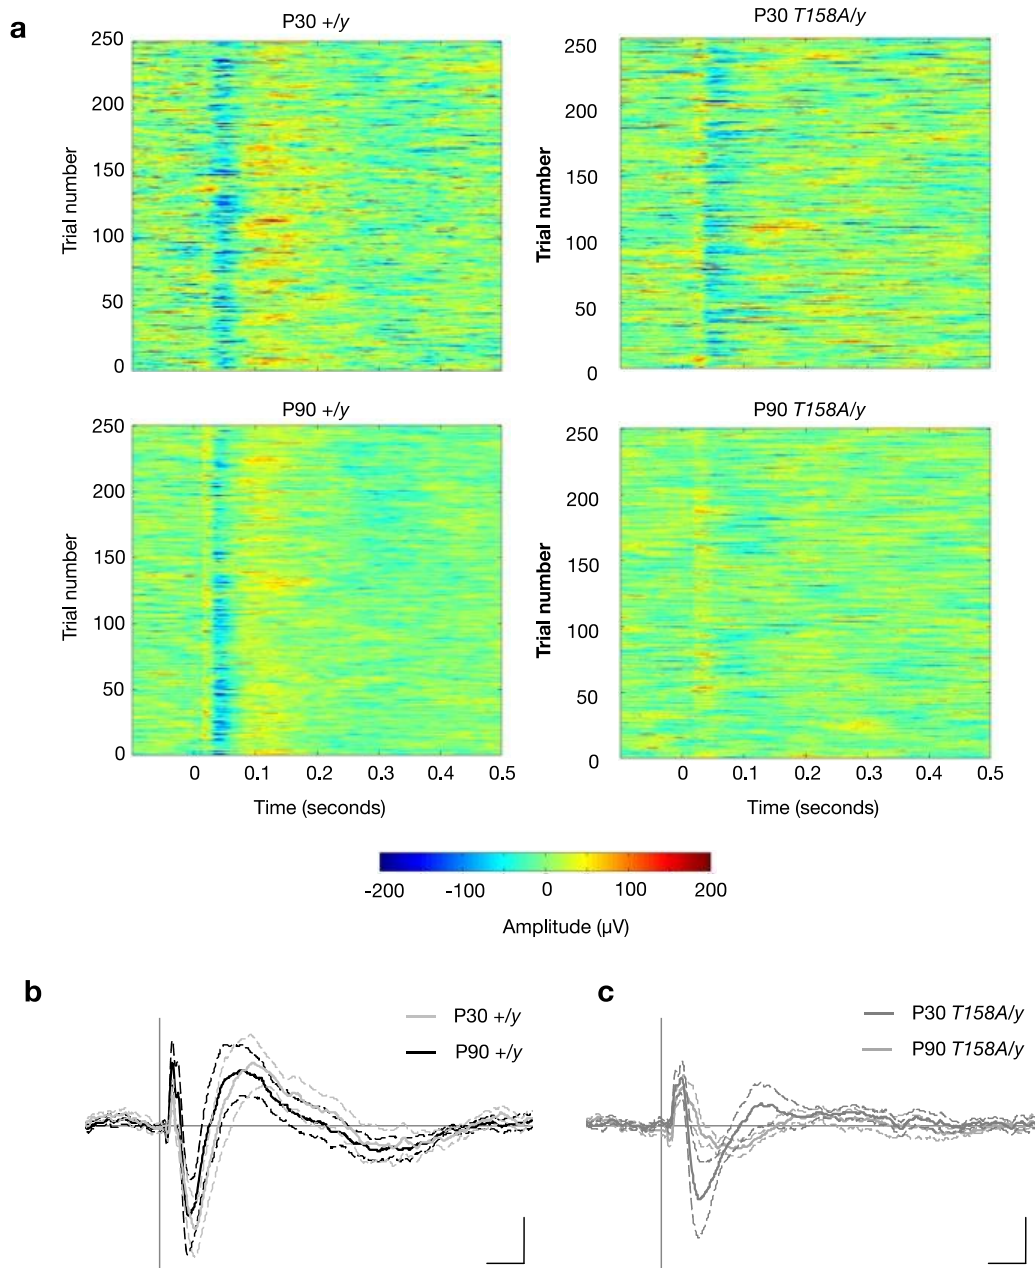 a
P30 +/y
P30 T158A/y
Trial number
250
200
150
100
50
0
Trial number
250
200
150
100
50
0
P90 +/y
P90 T158A/y
Trial number
250
200
150
100
50
0
Trial number
250
200
150
100
50
0
0 0.1 0.2 0.3 0.4 0.5
0 0.1 0.2 0.3 0.4 0.5
Time (seconds)
Time (seconds)
-200 -100 0 100 200
Amplitude (µV)
b
P30 +/y
P90 +/y
c
P30 T158A/y
P90 T158A/y